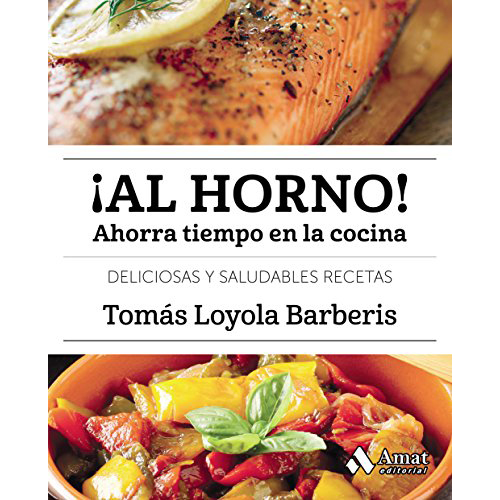 ¡AL HORNO!
Ahorra tiempo en la cocina
DELICIOSAS Y SALUDABLES RECETAS
Tomás Loyola Barberis
Amat
editorial